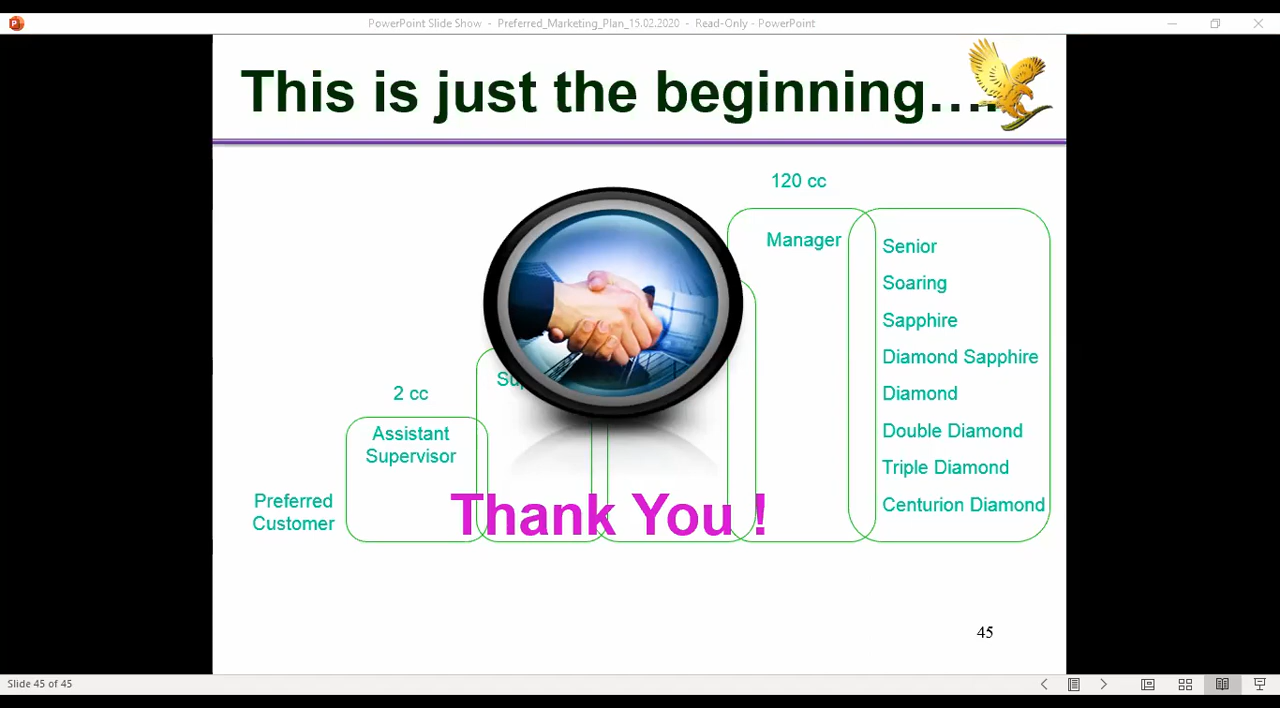 PowerPoint Slide Show - Preferred_Marketing_Plan_15.02.2020 - Read-Only - PowerPoint
This is just the beginning…..
120 cc
Manager
Senior
Soaring
Sapphire
Diamond Sapphire
Diamond
Double Diamond
Triple Diamond
Centurion Diamond
2 cc
Assistant
Supervisor
Preferred
Customer
Thank You !
45
Slide 45 of 45